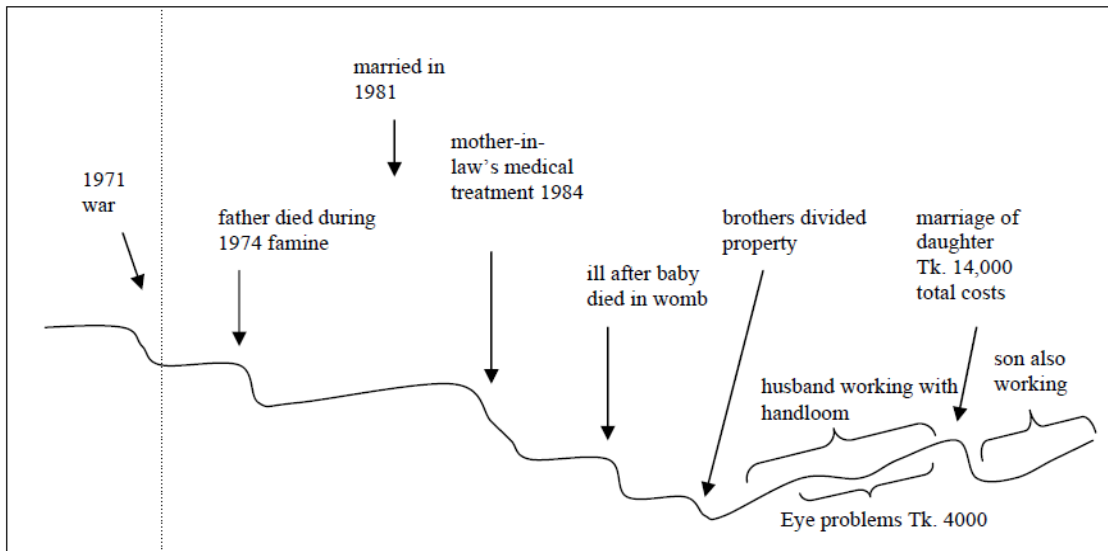 married in
1981
mother-in-
law’s medical
treatment 1984
1971
war
father died during
1974 famine
brothers divided
property
marriage of
daughter
Tk. 14,000
total costs
ill after baby
died in womb
son also
working
husband working with
handloom
Eye problems Tk. 4000